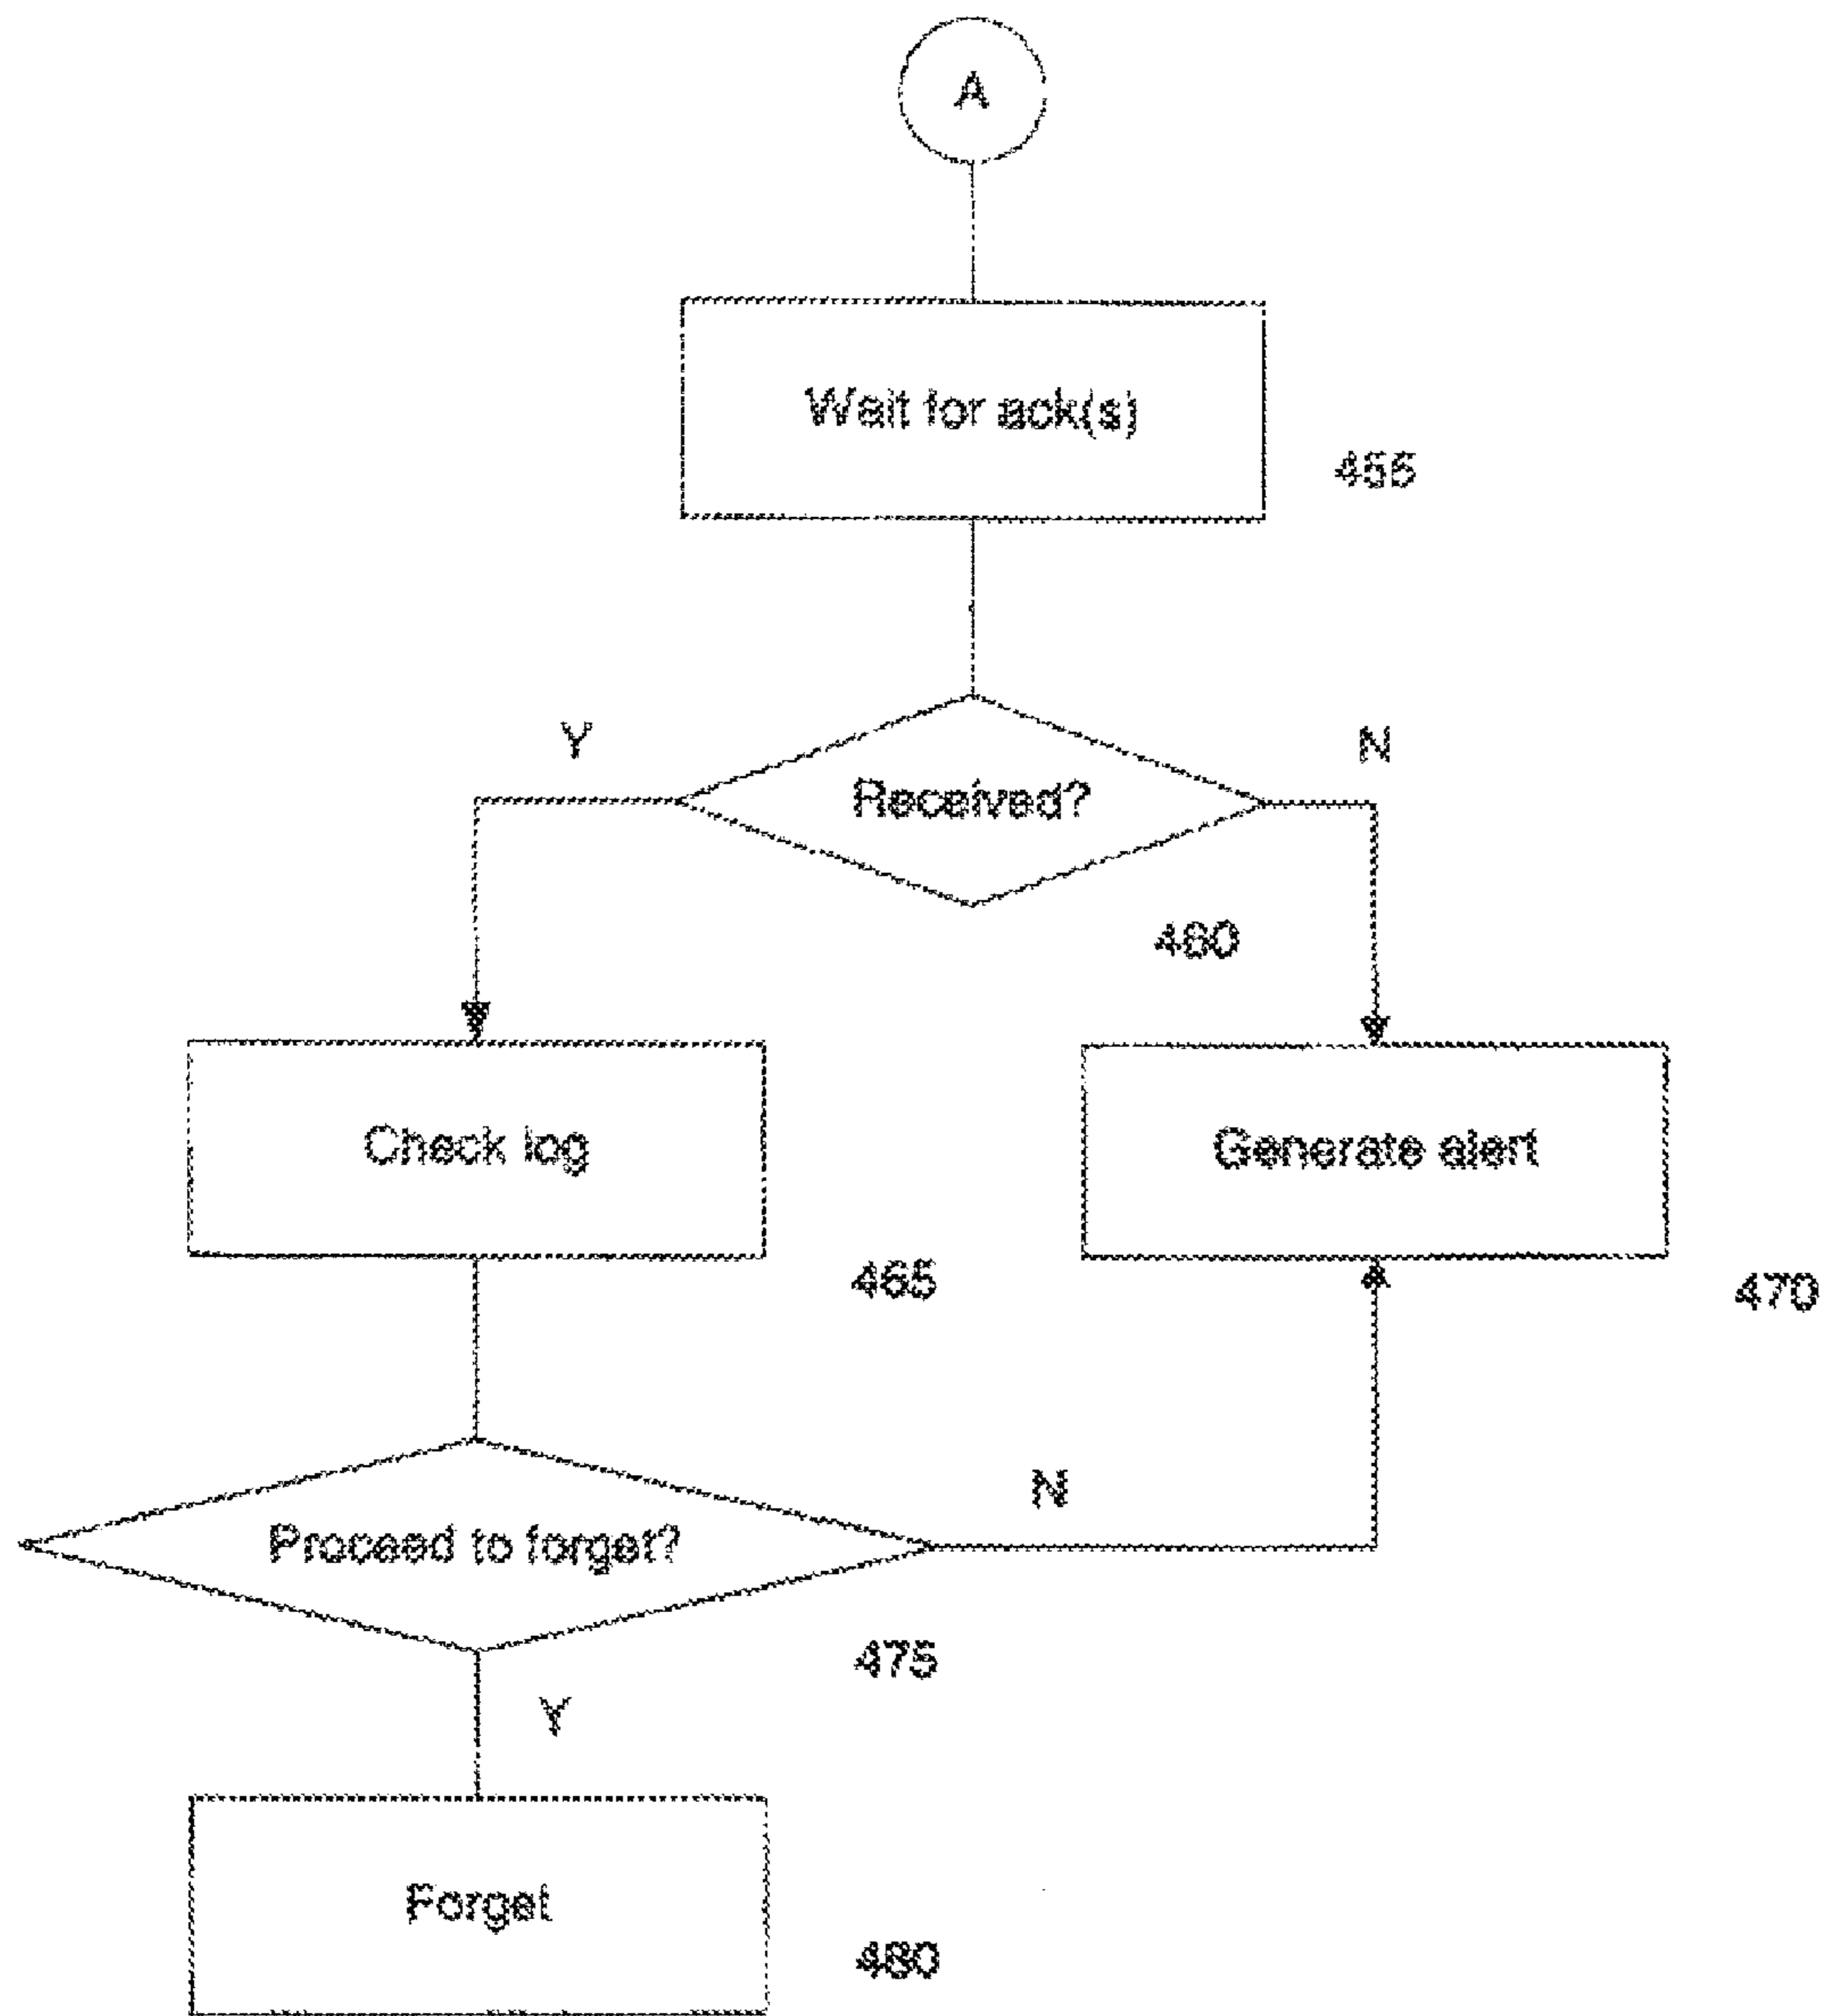 A
Wait for ack(s)
455
Y
N
Received?
460
Check log
Generate alert
465
470
N
Proceed to forget?
475
Y
Forget
480